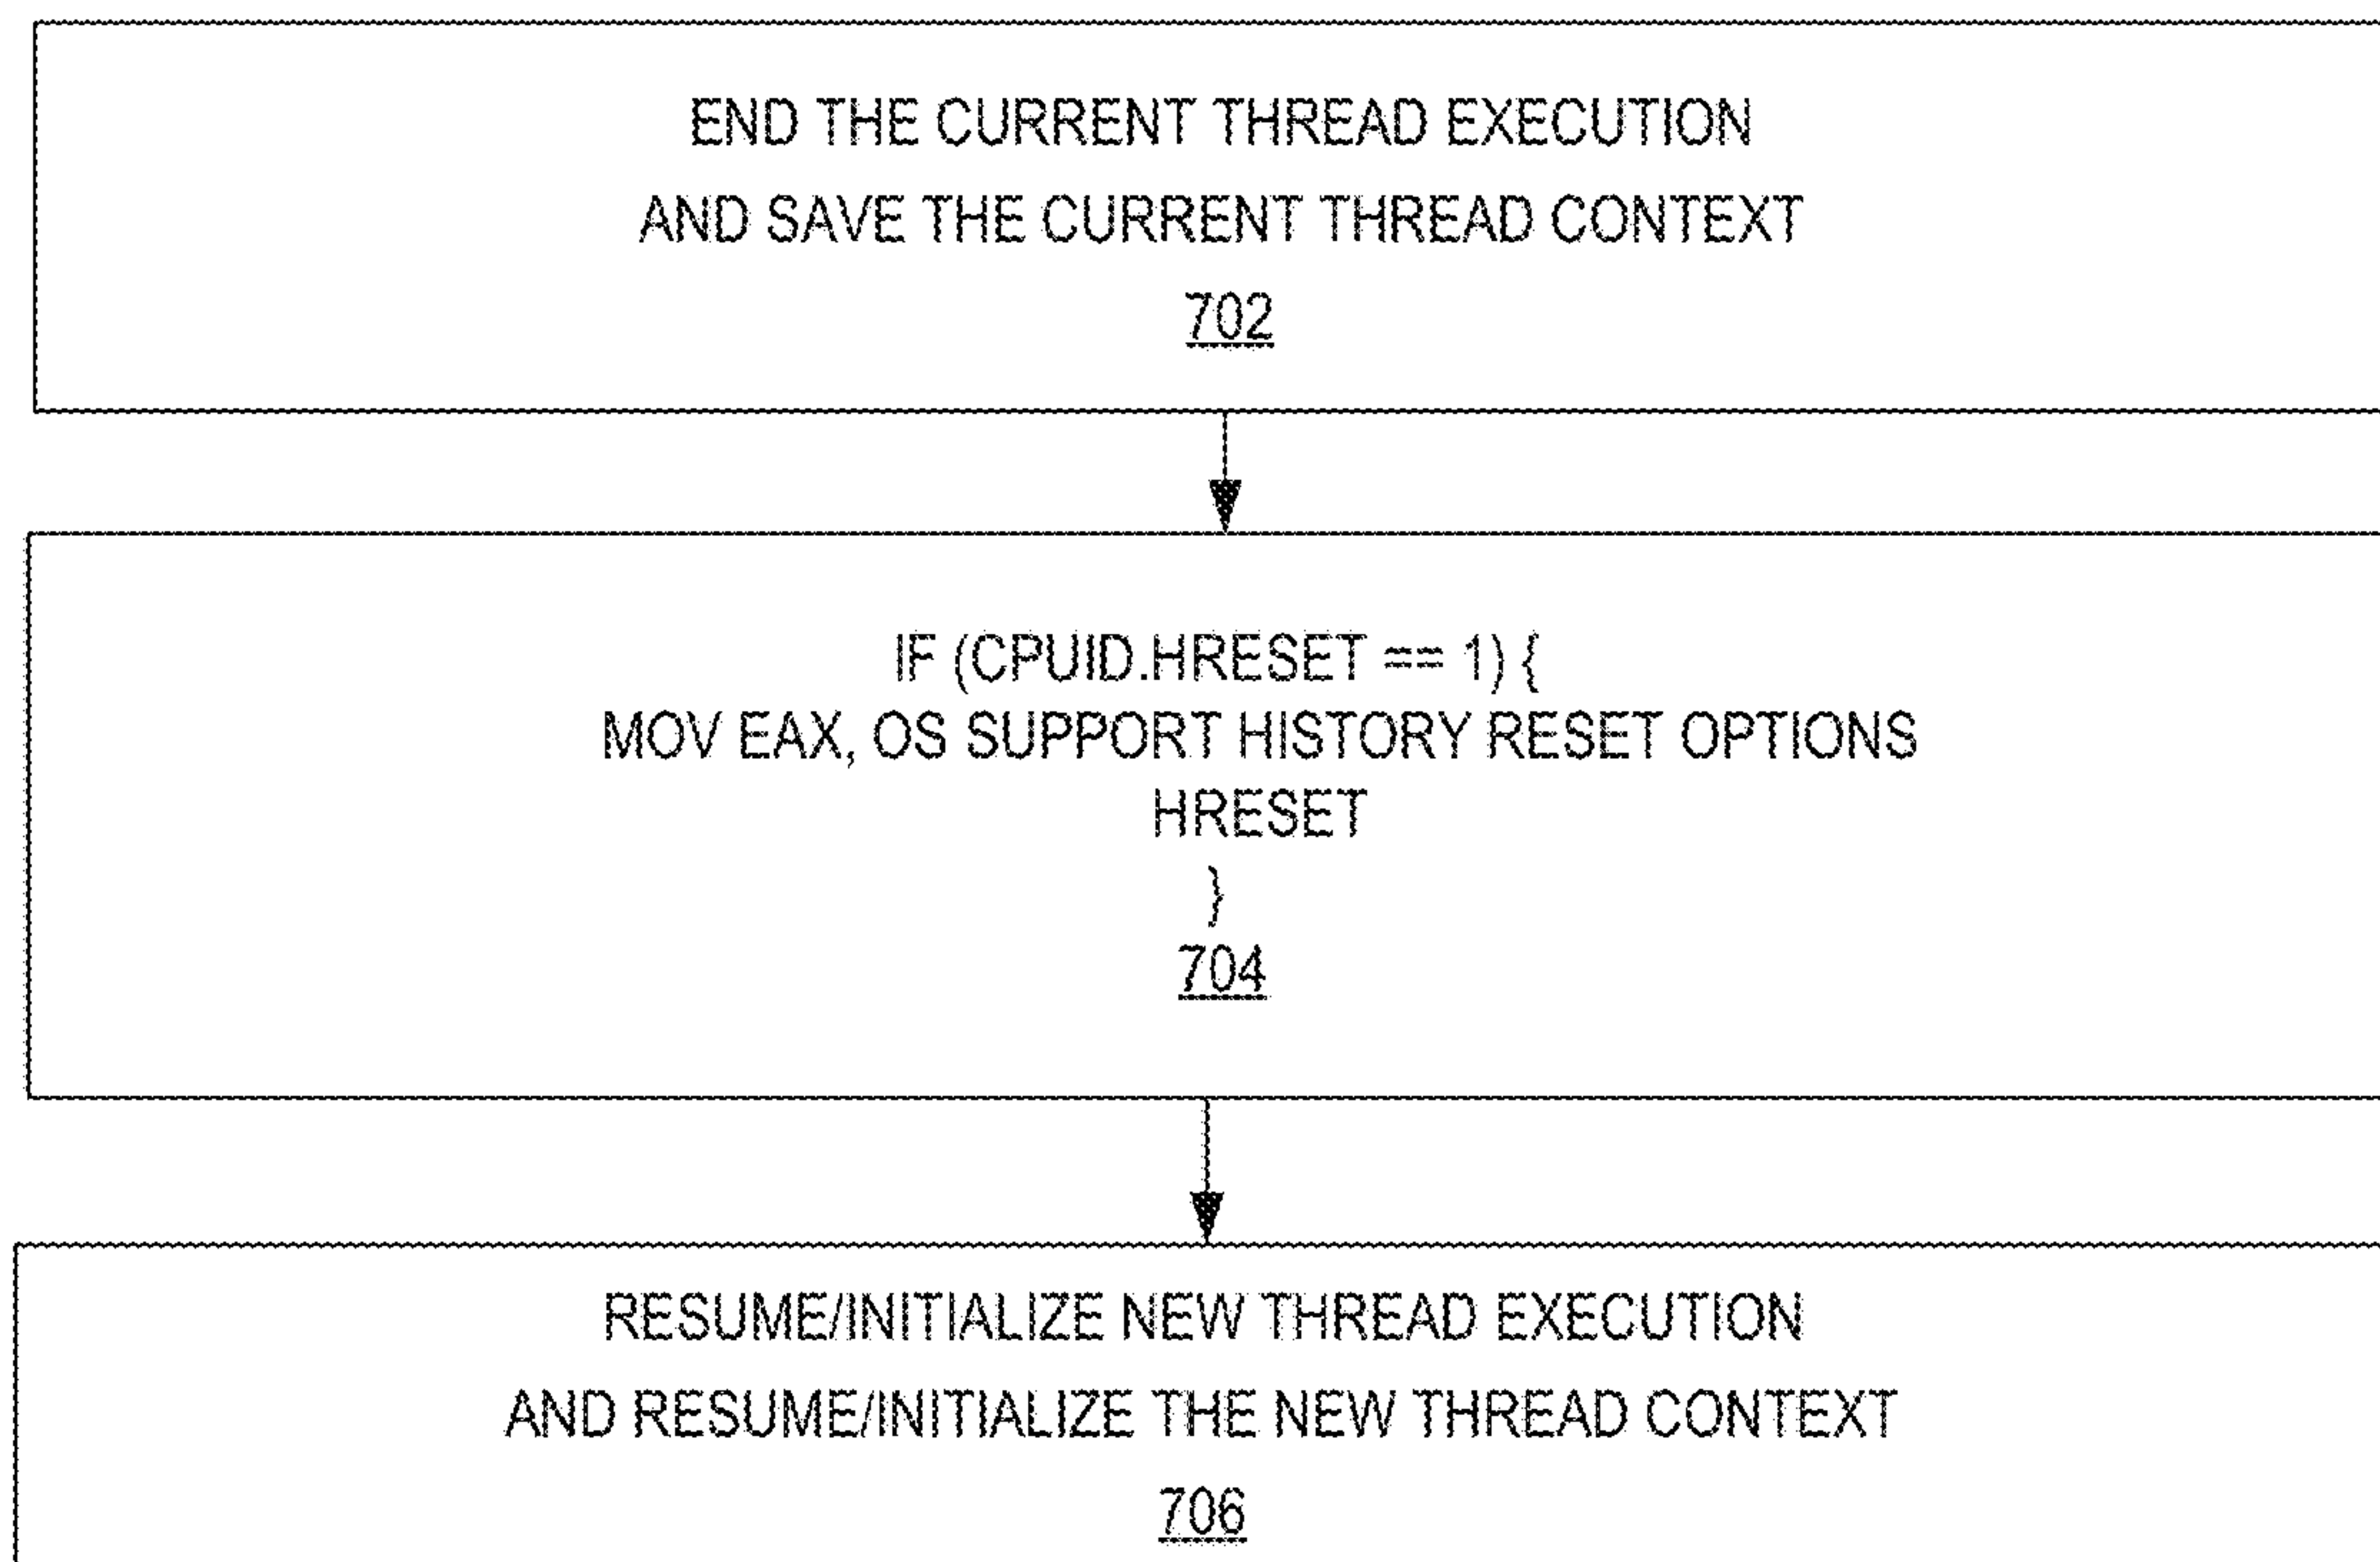 END THE CURRENT THREAD EXECUTION
AND SAVE THE CURRENT THREAD CONTEXT
702
IF (CPUID.HRESET == 1) {
MOV EAX, OS SUPPORT HISTORY RESET OPTIONS
HRESET
}
704
RESUME/INITIALIZE NEW THREAD EXECUTION
AND RESUME/INITIALIZE THE NEW THREAD CONTEXT
706